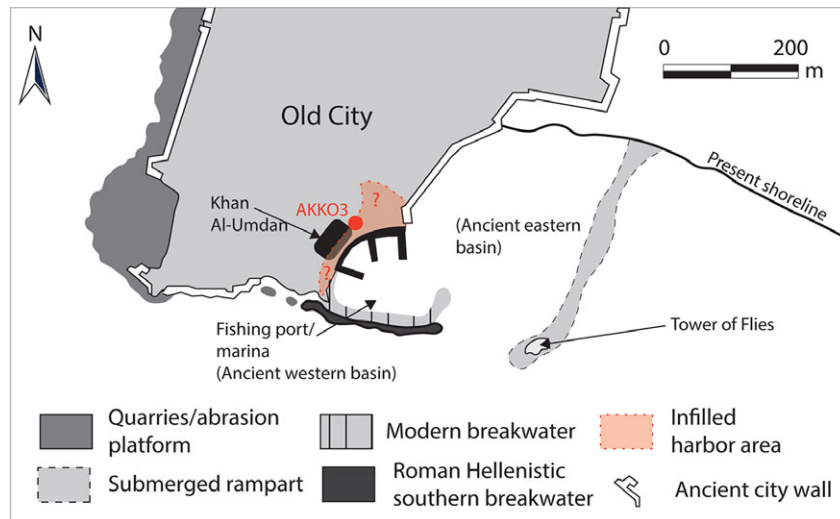 N
0 200
m
Old City
Present shoreline
Khan
Al-Umdan
AKKO3
?
?
(Ancient eastern
basin)
Fishing port/
marina
(Ancient western basin)
Tower of Flies
Quarries/abrasion
platform
Modern breakwater
Infilled
harbor area
Submerged rampart
Roman Hellenistic
southern breakwater
Ancient city wall